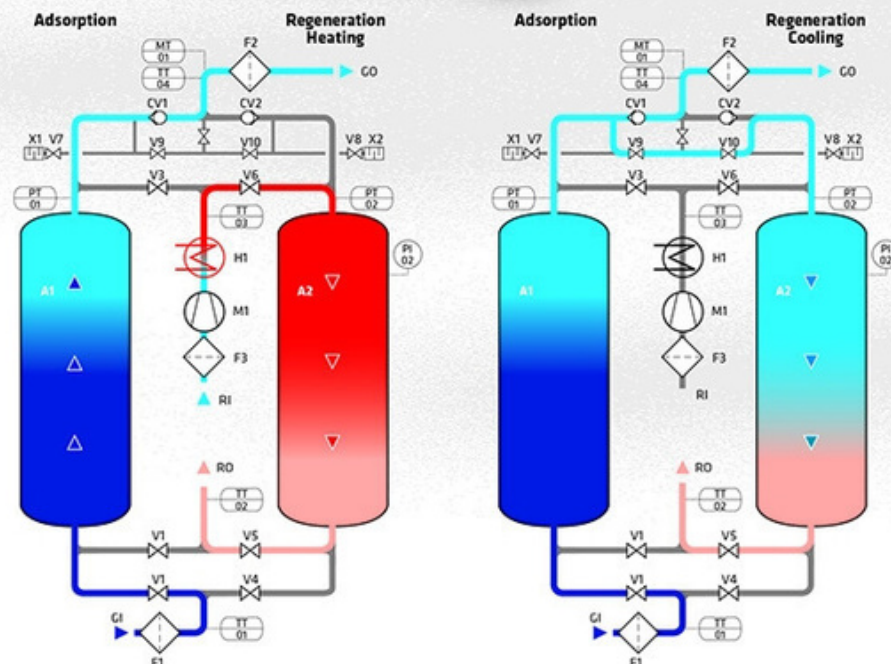 Adsorption
Regeneration
Heating
F2
MT
01
TT
04
GO
CV1
CV2
X1 V7
V9
V10
V8 X2
V3
V6
PT
01
PT
02
TT
03
PI
02
H1
A1
A2
M1
F3
RI
RO
TT
02
V1
V5
V1
V4
GI
TT
01
F1
Adsorption
Regeneration
Cooling
F2
MT
01
TT
04
GO
CV1
CV2
X1 V7
V9
V10
V8 X2
V3
V6
PT
01
PT
02
TT
03
PI
02
H1
A1
A2
M1
F3
RI
RO
TT
02
V1
V5
V1
V4
GI
TT
01
F1